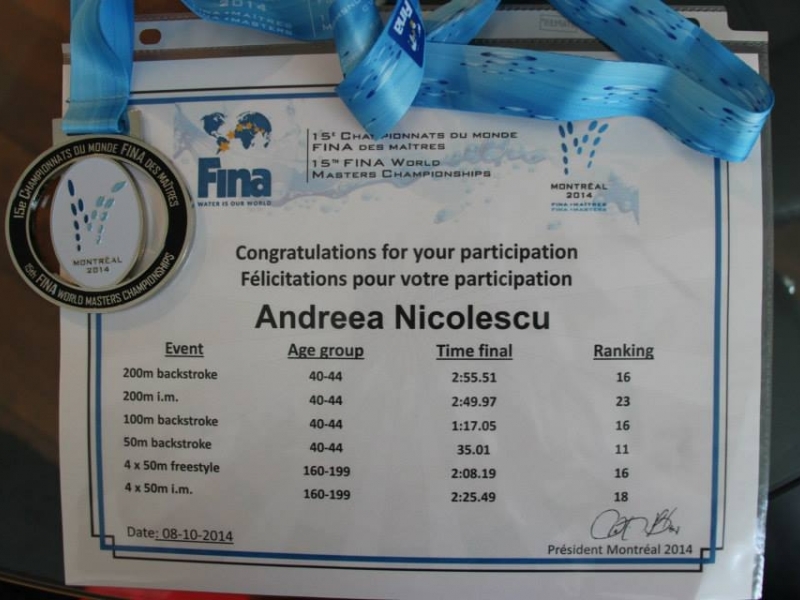 2014
FINA
15e CHAMPIONNATS DU MONDE FINA DES MAÎTRES
MONTRÉAL
2014
15th FINA WORLD MASTERS CHAMPIONSHIPS
Fina
WATER IS OUR WORLD
15E CHAMPIONNATS DU MONDE
FINA DES MAÎTRES
15TH FINA WORLD
MASTERS CHAMPIONSHIPS
MONTRÉAL
2014
Congratulations for your participation
Félicitations pour votre participation
Andreea Nicolescu
Event Age group Time final Ranking
200m backstroke 40-44 2:55.51 16
200m i.m. 40-44 2:49.97 23
100m backstroke 40-44 1:17.05 16
50m backstroke 40-44 35.01 11
4 x 50m freestyle 160-199 2:08.19 16
4 x 50m i.m. 160-199 2:25.49 18
Date: 08-10-2014
Président Montréal 2014